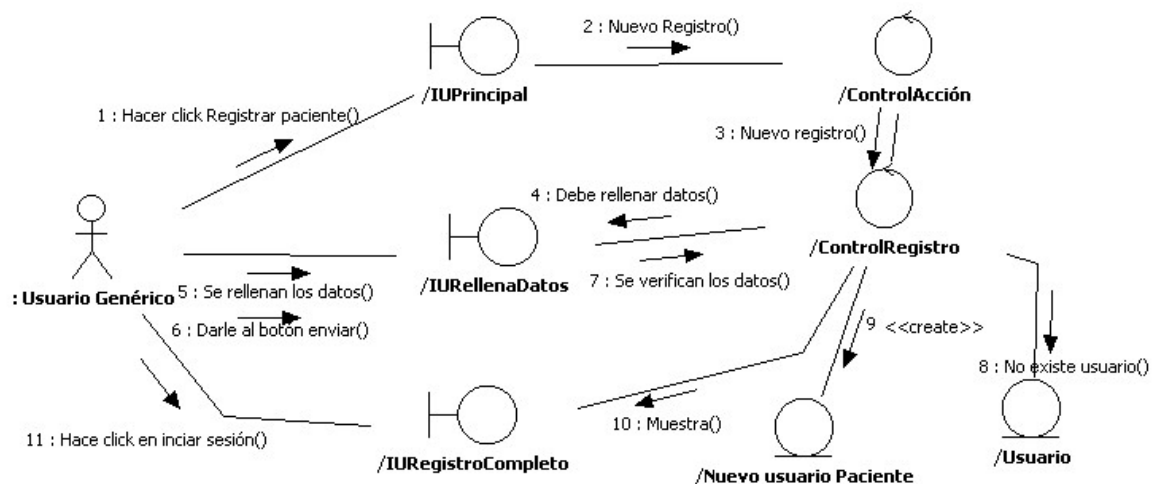 2 : Nuevo Registro()
/IUPrincipal
/ControlAcción
1 : Hacer click Registrar paciente()
3 : Nuevo registro()
4 : Debe rellenar datos()
/ControlRegistro
: Usuario Genérico
5 : Se rellenan los datos()
/IURellenaDatos
7 : Se verifican los datos()
6 : Darle al botón enviar()
9 <<create>>
8 : No existe usuario()
10 : Muestra()
11 : Hace click en inciar sesión()
/IURegistroCompleto
/Nuevo usuario Paciente
/Usuario